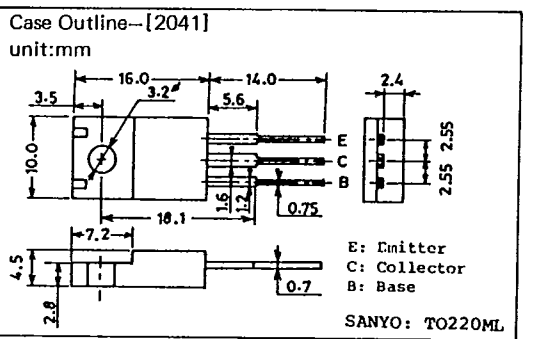 Case Outline–[2041]
unit:mm
16.0
14.0
3.5
3.2ø
5.6
2.4
10.0
E
C
B
2.55
2.55
1.6
1.2
0.75
18.1
7.2
4.5
2.8
0.7
E: Emitter
C: Collector
B: Base
SANYO: TO220ML